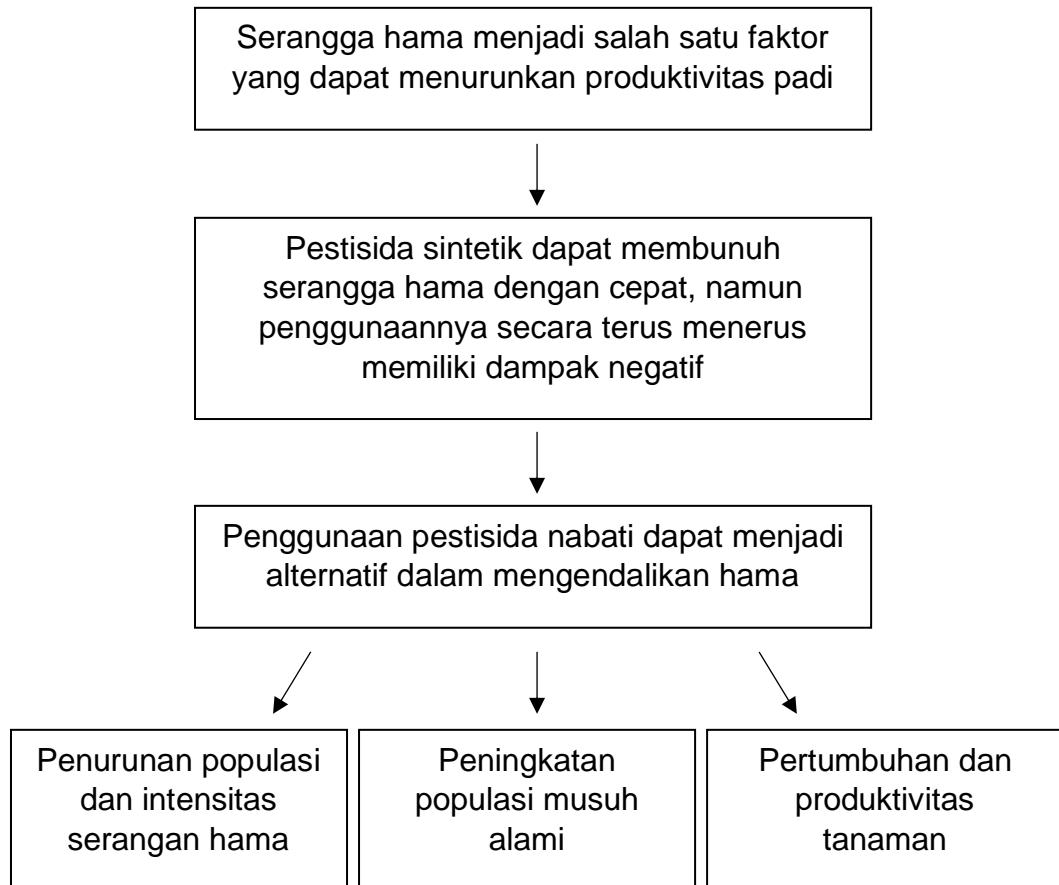 Serangga hama menjadi salah satu faktor
yang dapat menurunkan produktivitas padi
Pestisida sintetik dapat membunuh
serangga hama dengan cepat, namun
penggunaannya secara terus menerus
memiliki dampak negatif
Penggunaan pestisida nabati dapat menjadi
alternatif dalam mengendalikan hama
Penurunan populasi
dan intensitas
serangan hama
Peningkatan
populasi musuh
alami
Pertumbuhan dan
produktivitas
tanaman